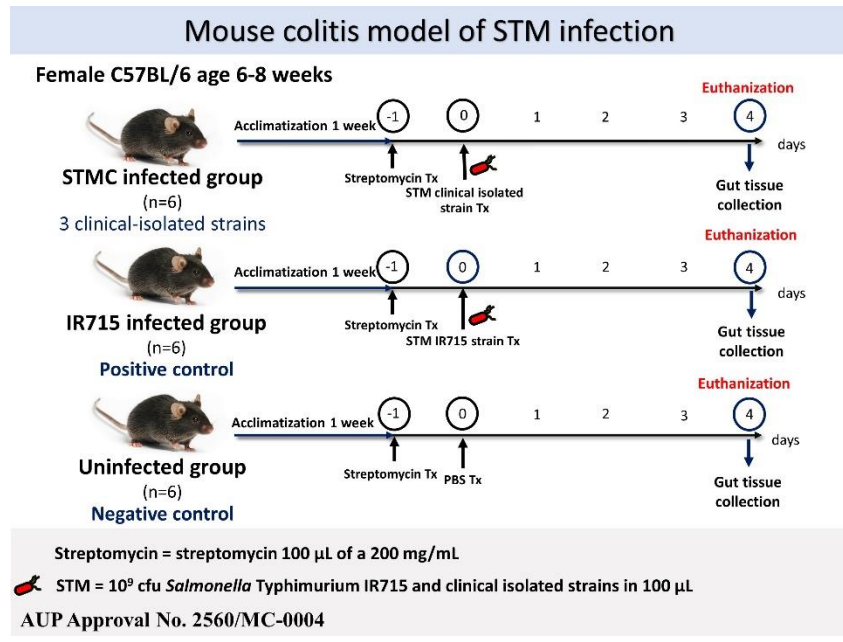 Mouse colitis model of STM infection
Female C57BL/6 age 6-8 weeks
Euthanization
Acclimatization 1 week
-1
0
1
2
3
4
days
Streptomycin Tx
STM clinical isolated
strain Tx
Gut tissue
collection
STMC infected group
(n=6)
3 clinical-isolated strains
Euthanization
Acclimatization 1 week
-1
0
1
2
3
4
days
Streptomycin Tx
STM IR715 strain Tx
Gut tissue
collection
IR715 infected group
(n=6)
Positive control
Euthanization
Acclimatization 1 week
-1
0
1
2
3
4
days
Streptomycin Tx
PBS Tx
Gut tissue
collection
Uninfected group
(n=6)
Negative control
Streptomycin = streptomycin 100 µL of a 200 mg/mL
STM = 10⁹ cfu Salmonella Typhimurium IR715 and clinical isolated strains in 100 µL
AUP Approval No. 2560/MC-0004